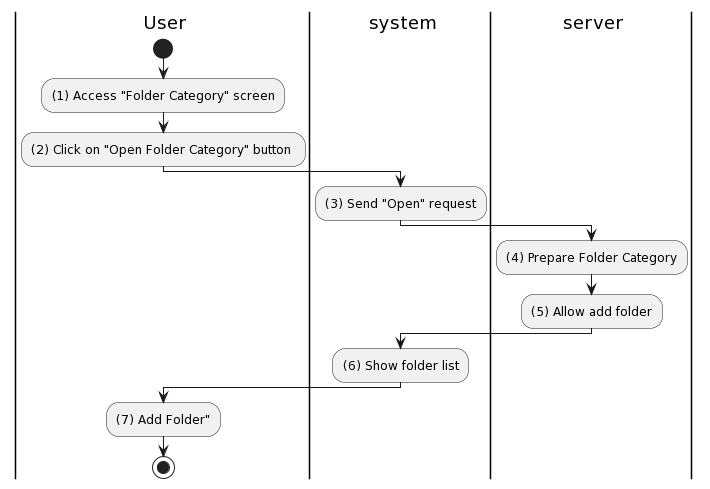 User
system
server
(1) Access "Folder Category" screen
(2) Click on "Open Folder Category" button
(3) Send "Open" request
(4) Prepare Folder Category
(5) Allow add folder
(6) Show folder list
(7) Add Folder"